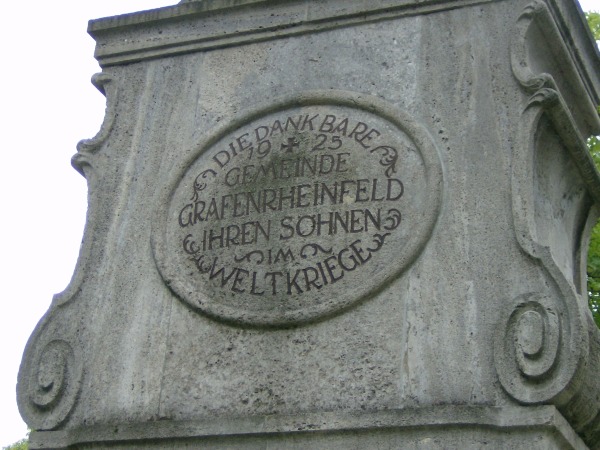 DIE DANKBARE
19 ✠ 25
GEMEINDE
GRAFENRHEINFELD
IHREN SÖHNEN
IM
WELTKRIEGE